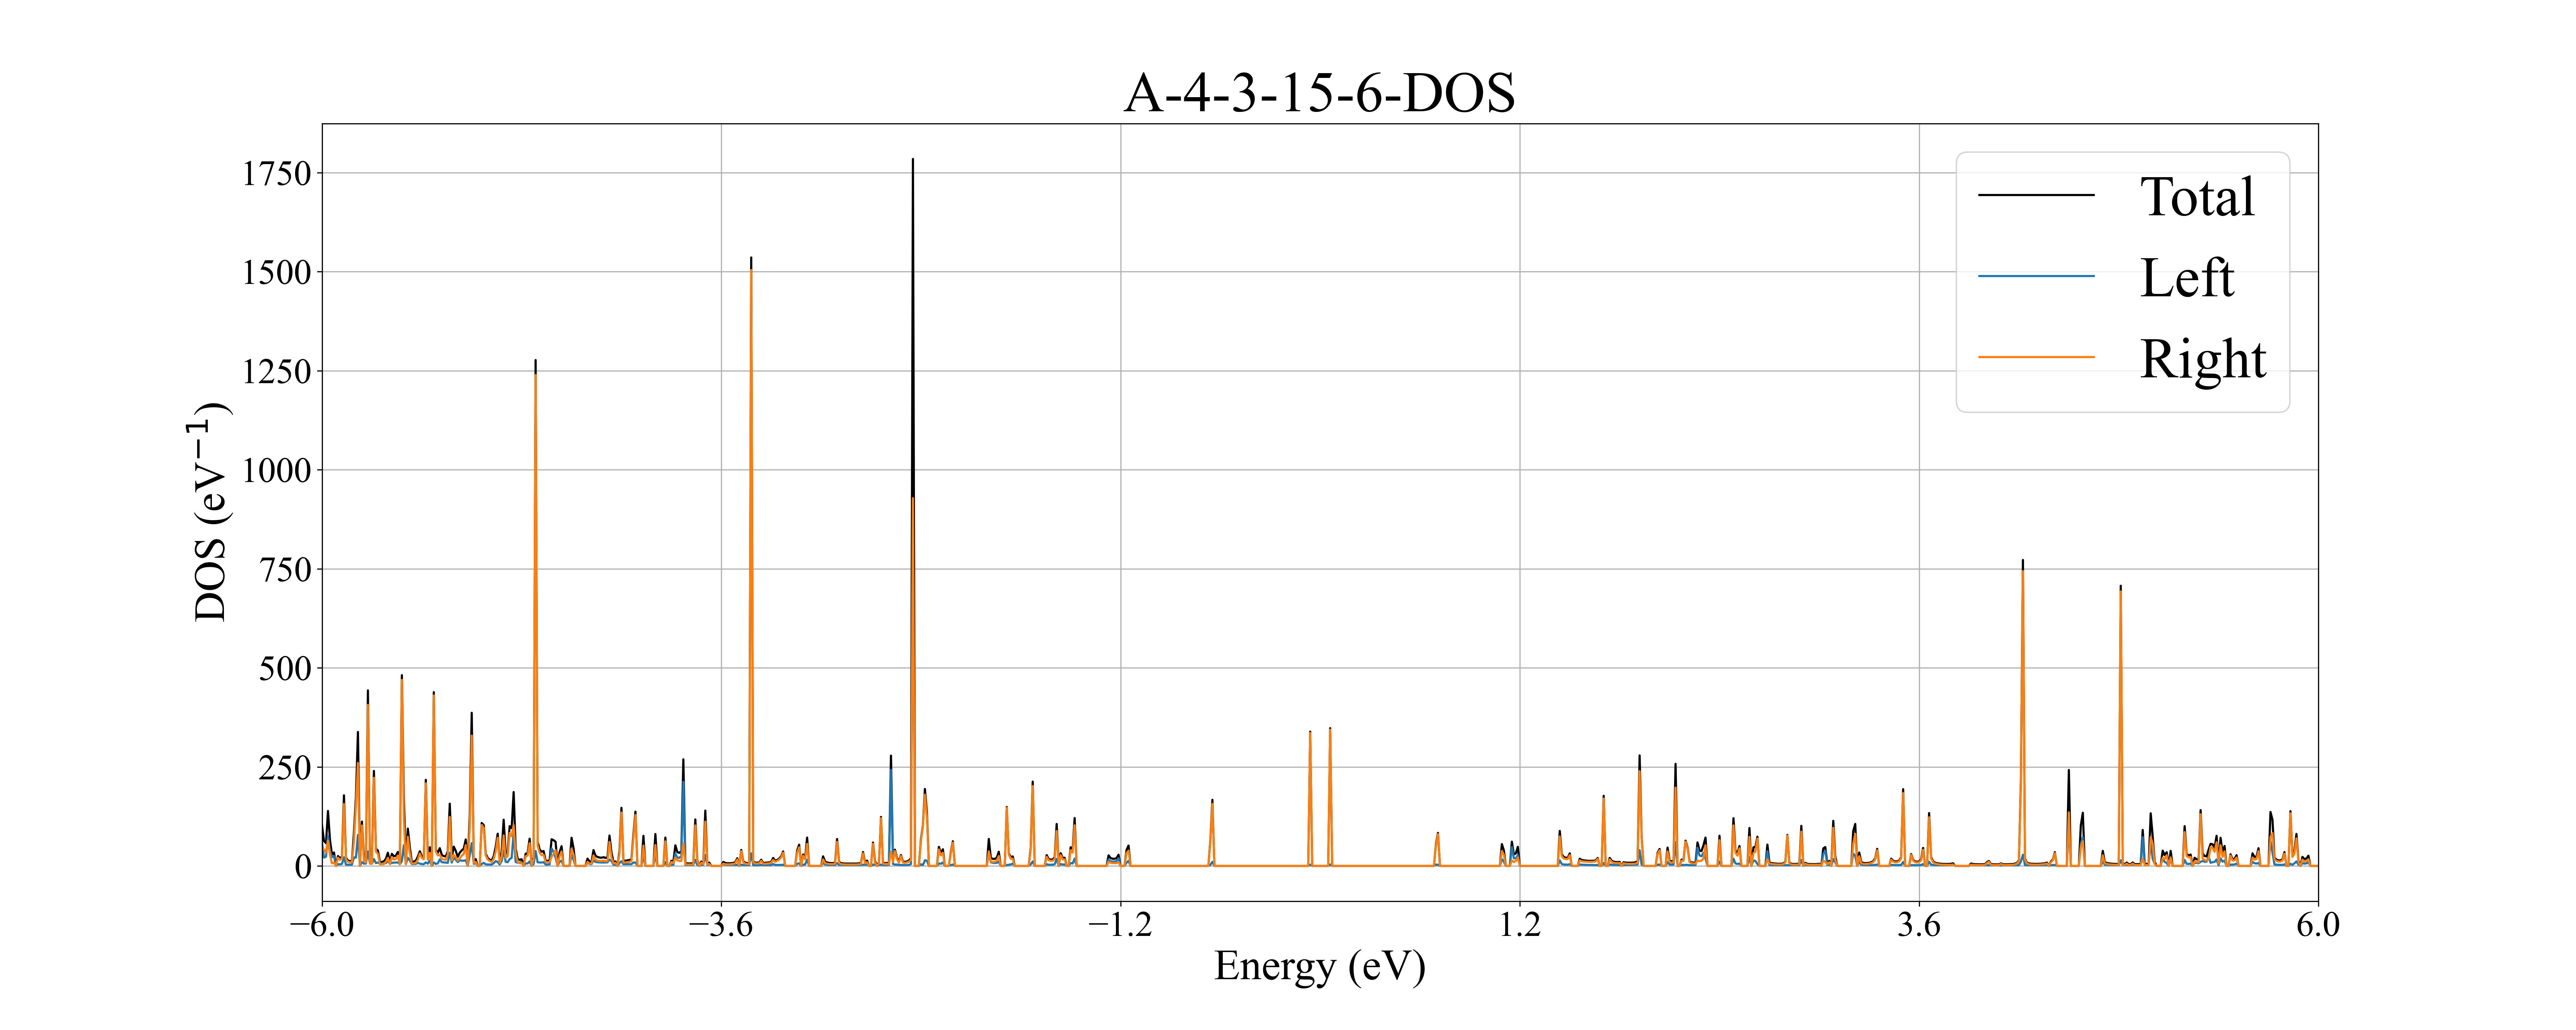 A-4-3-15-6-DOS
1750
1500
1250
1000
750
500
250
0
DOS (eV⁻¹)
Total
Left
Right
−6.0 −3.6 −1.2 1.2 3.6 6.0
Energy (eV)